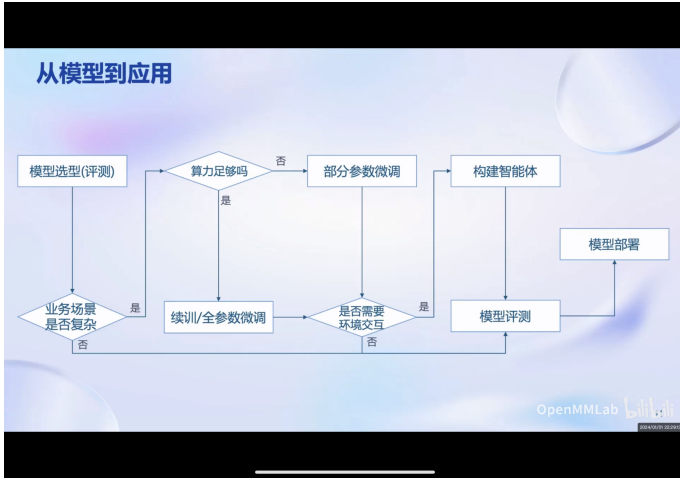 从模型到应用
模型选型(评测)
算力足够吗
否
部分参数微调
构建智能体
是
模型部署
业务场景
是否复杂
是
续训/全参数微调
是否需要
环境交互
是
模型评测
否
否
OpenMMLab
bilibili